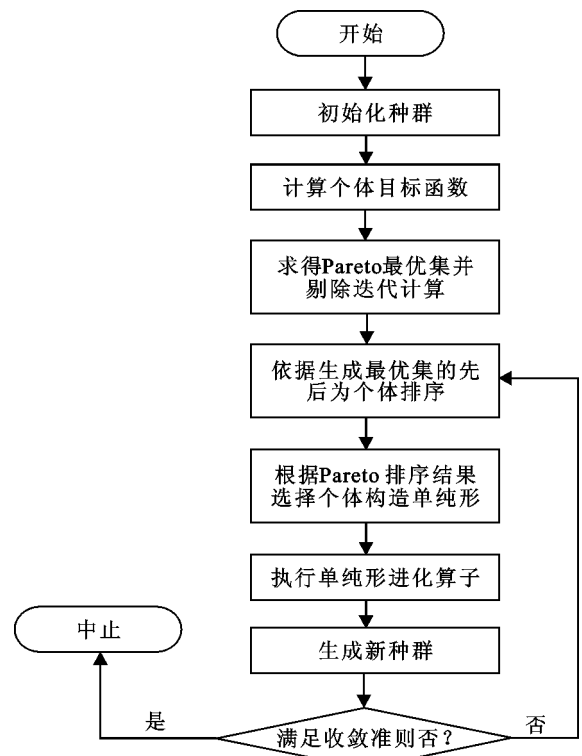 开始
初始化种群
计算个体目标函数
求得Pareto最优集并
剔除迭代计算
依据生成最优集的先
后为个体排序
根据Pareto 排序结果
选择个体构造单纯形
执行单纯形进化算子
中止
生成新种群
是
满足收敛准则否？
否